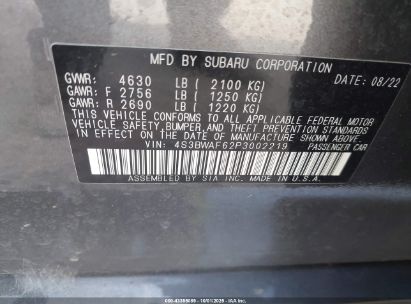 MFD BY SUBARU CORPORATION
GVWR: 4630 LB ( 2100 KG) DATE: 08/22
GAWR: F 2756 LB ( 1250 KG)
GAWR: R 2690 LB ( 1220 KG)
THIS VEHICLE CONFORMS TO ALL APPLICABLE FEDERAL MOTOR
VEHICLE SAFETY, BUMPER, AND THEFT PREVENTION STANDARDS
IN EFFECT ON THE DATE OF MANUFACTURE SHOWN ABOVE.
VIN: 4S3BWAF62P3002219 PASSENGER CAR
ASSEMBLED BY SIA INC. MADE IN U.S.A.